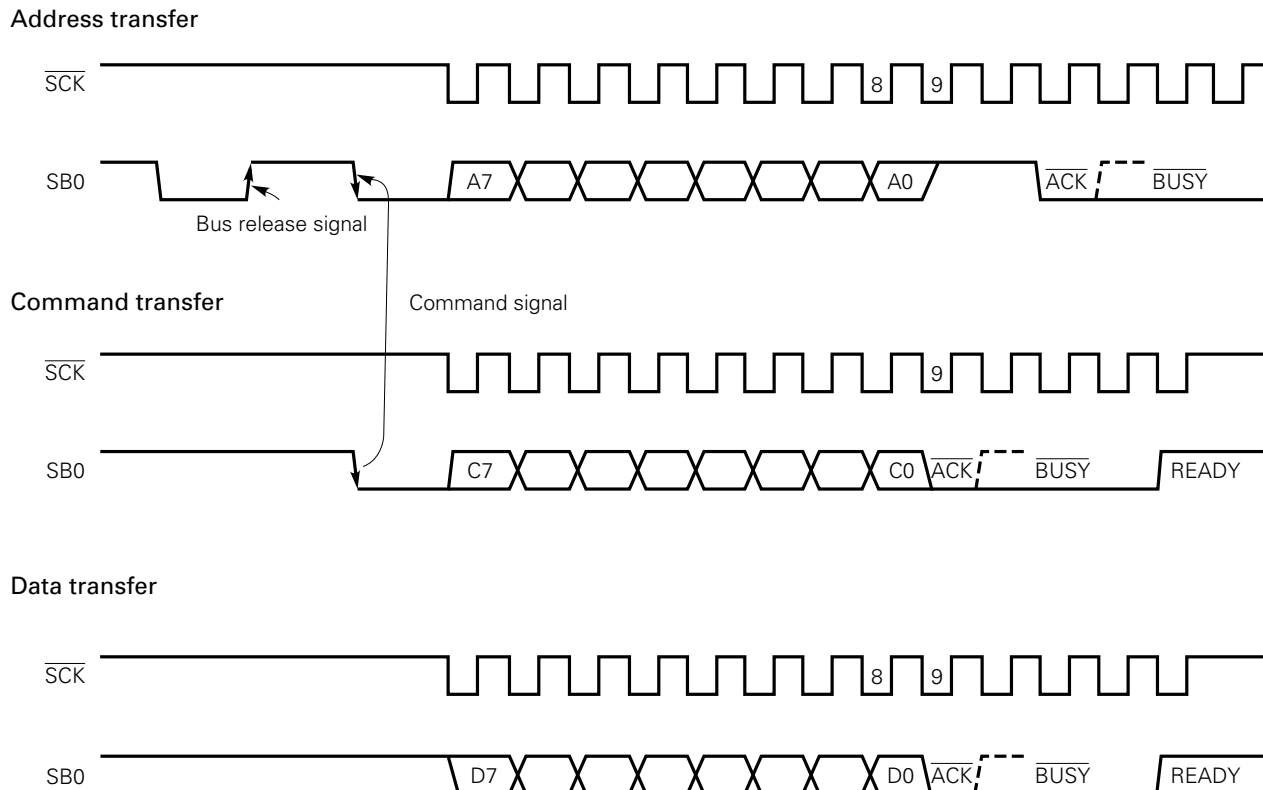 Address transfer
SCK
8 9
SB0
A7 A0 ACK BUSY
Bus release signal
Command transfer
Command signal
SCK
9
SB0
C7 C0 ACK BUSY READY
Data transfer
SCK
8 9
SB0
D7 D0 ACK BUSY READY